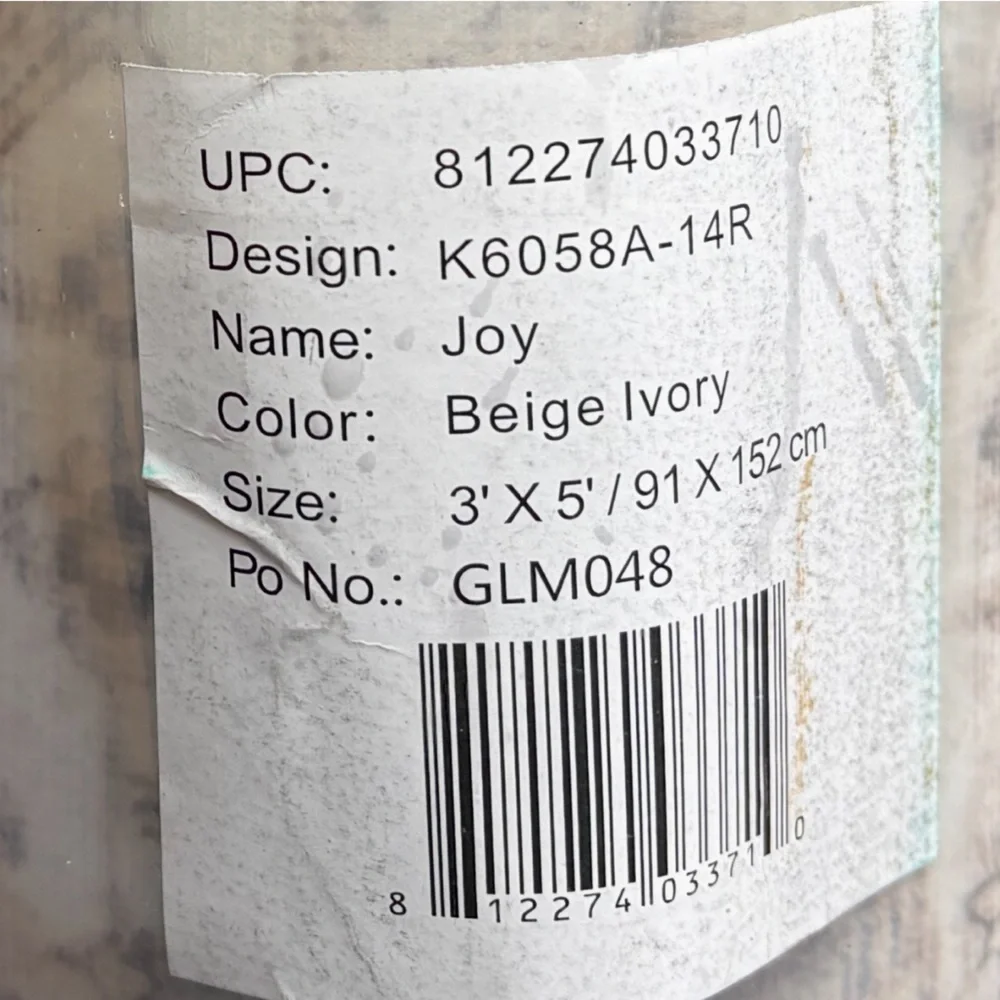 UPC: 812274033710
Design: K6058A-14R
Name: Joy
Color: Beige Ivory
Size: 3' X 5' / 91 X 152 cm
Po No.: GLM048
8 12274 03371 0